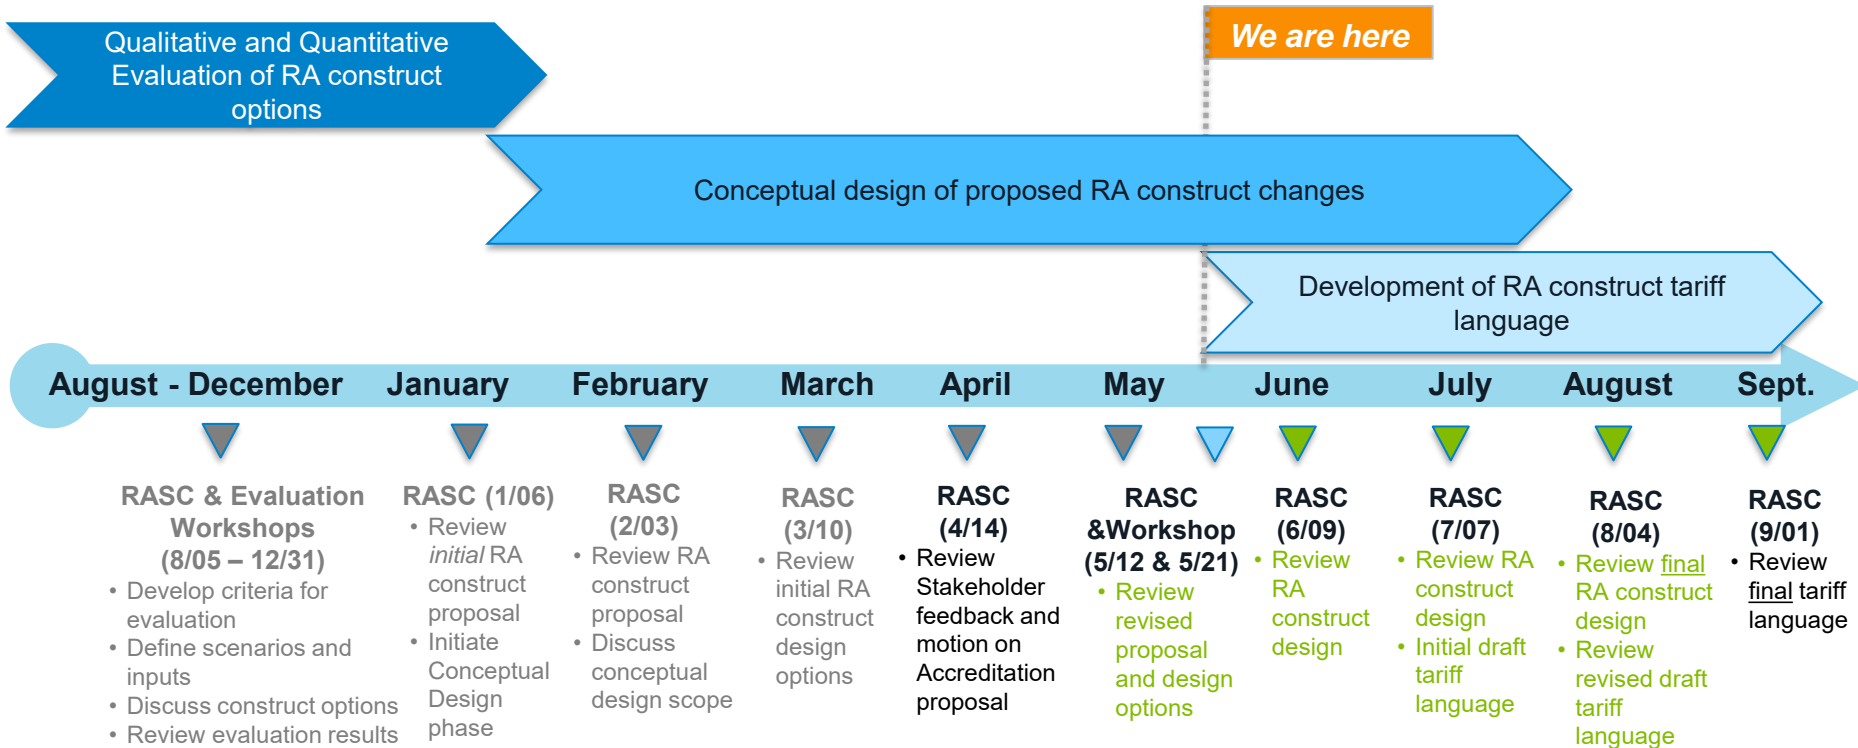 Qualitative and Quantitative
Evaluation of RA construct
options
We are here
Conceptual design of proposed RA construct changes
Development of RA construct tariff
language
August - December
January
February
March
April
May
June
July
August
Sept.
RASC & Evaluation
Workshops
(8/05 – 12/31)
• Develop criteria for
evaluation
• Define scenarios and
inputs
• Discuss construct options
• Review evaluation results
RASC (1/06)
• Review
initial RA
construct
proposal
• Initiate
Conceptual
Design
phase
RASC
(2/03)
• Review RA
construct
proposal
• Discuss
conceptual
design scope
RASC
(3/10)
• Review
initial RA
construct
design
options
RASC
(4/14)
• Review
Stakeholder
feedback and
motion on
Accreditation
proposal
RASC
&Workshop
(5/12 & 5/21)
• Review
revised
proposal
and design
options
RASC
(6/09)
• Review
RA
construct
design
RASC
(7/07)
• Review RA
construct
design
• Initial draft
tariff
language
RASC
(8/04)
• Review final
RA construct
design
• Review
revised draft
tariff
language
RASC
(9/01)
• Review
final tariff
language